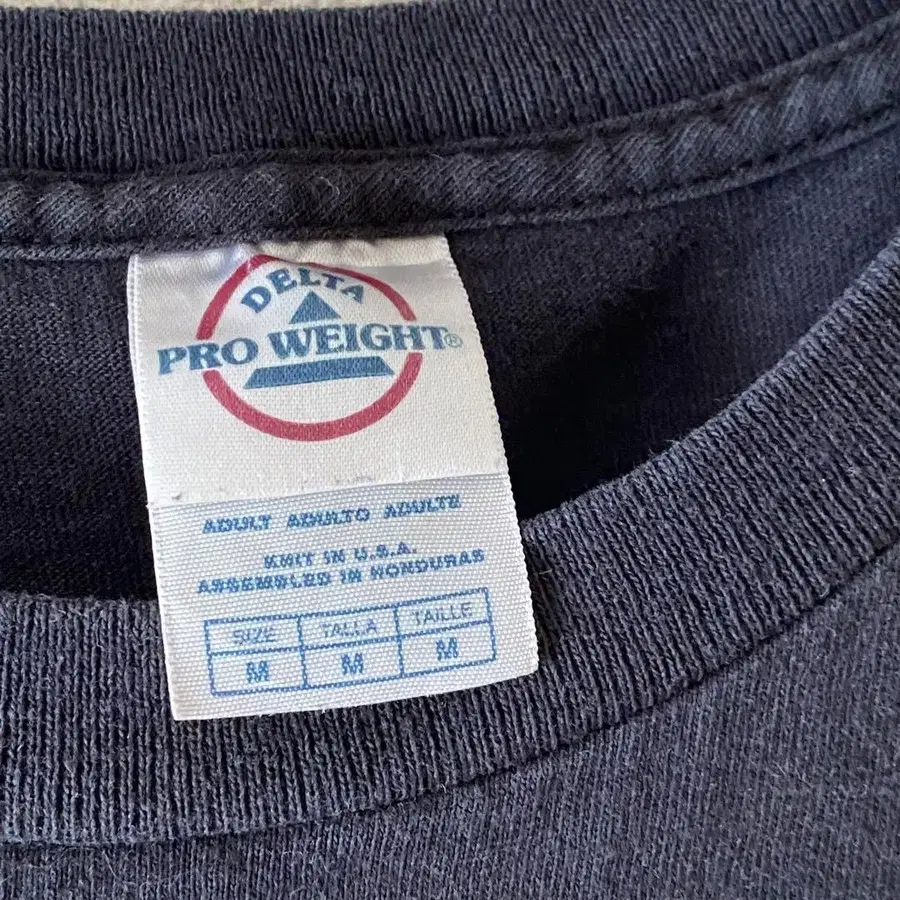 DELTA
PRO WEIGHT®
ADULT ADULTO ADULTE
KNIT IN U.S.A.
ASSEMBLED IN HONDURAS
SIZE TALLA TAILLE
M M M